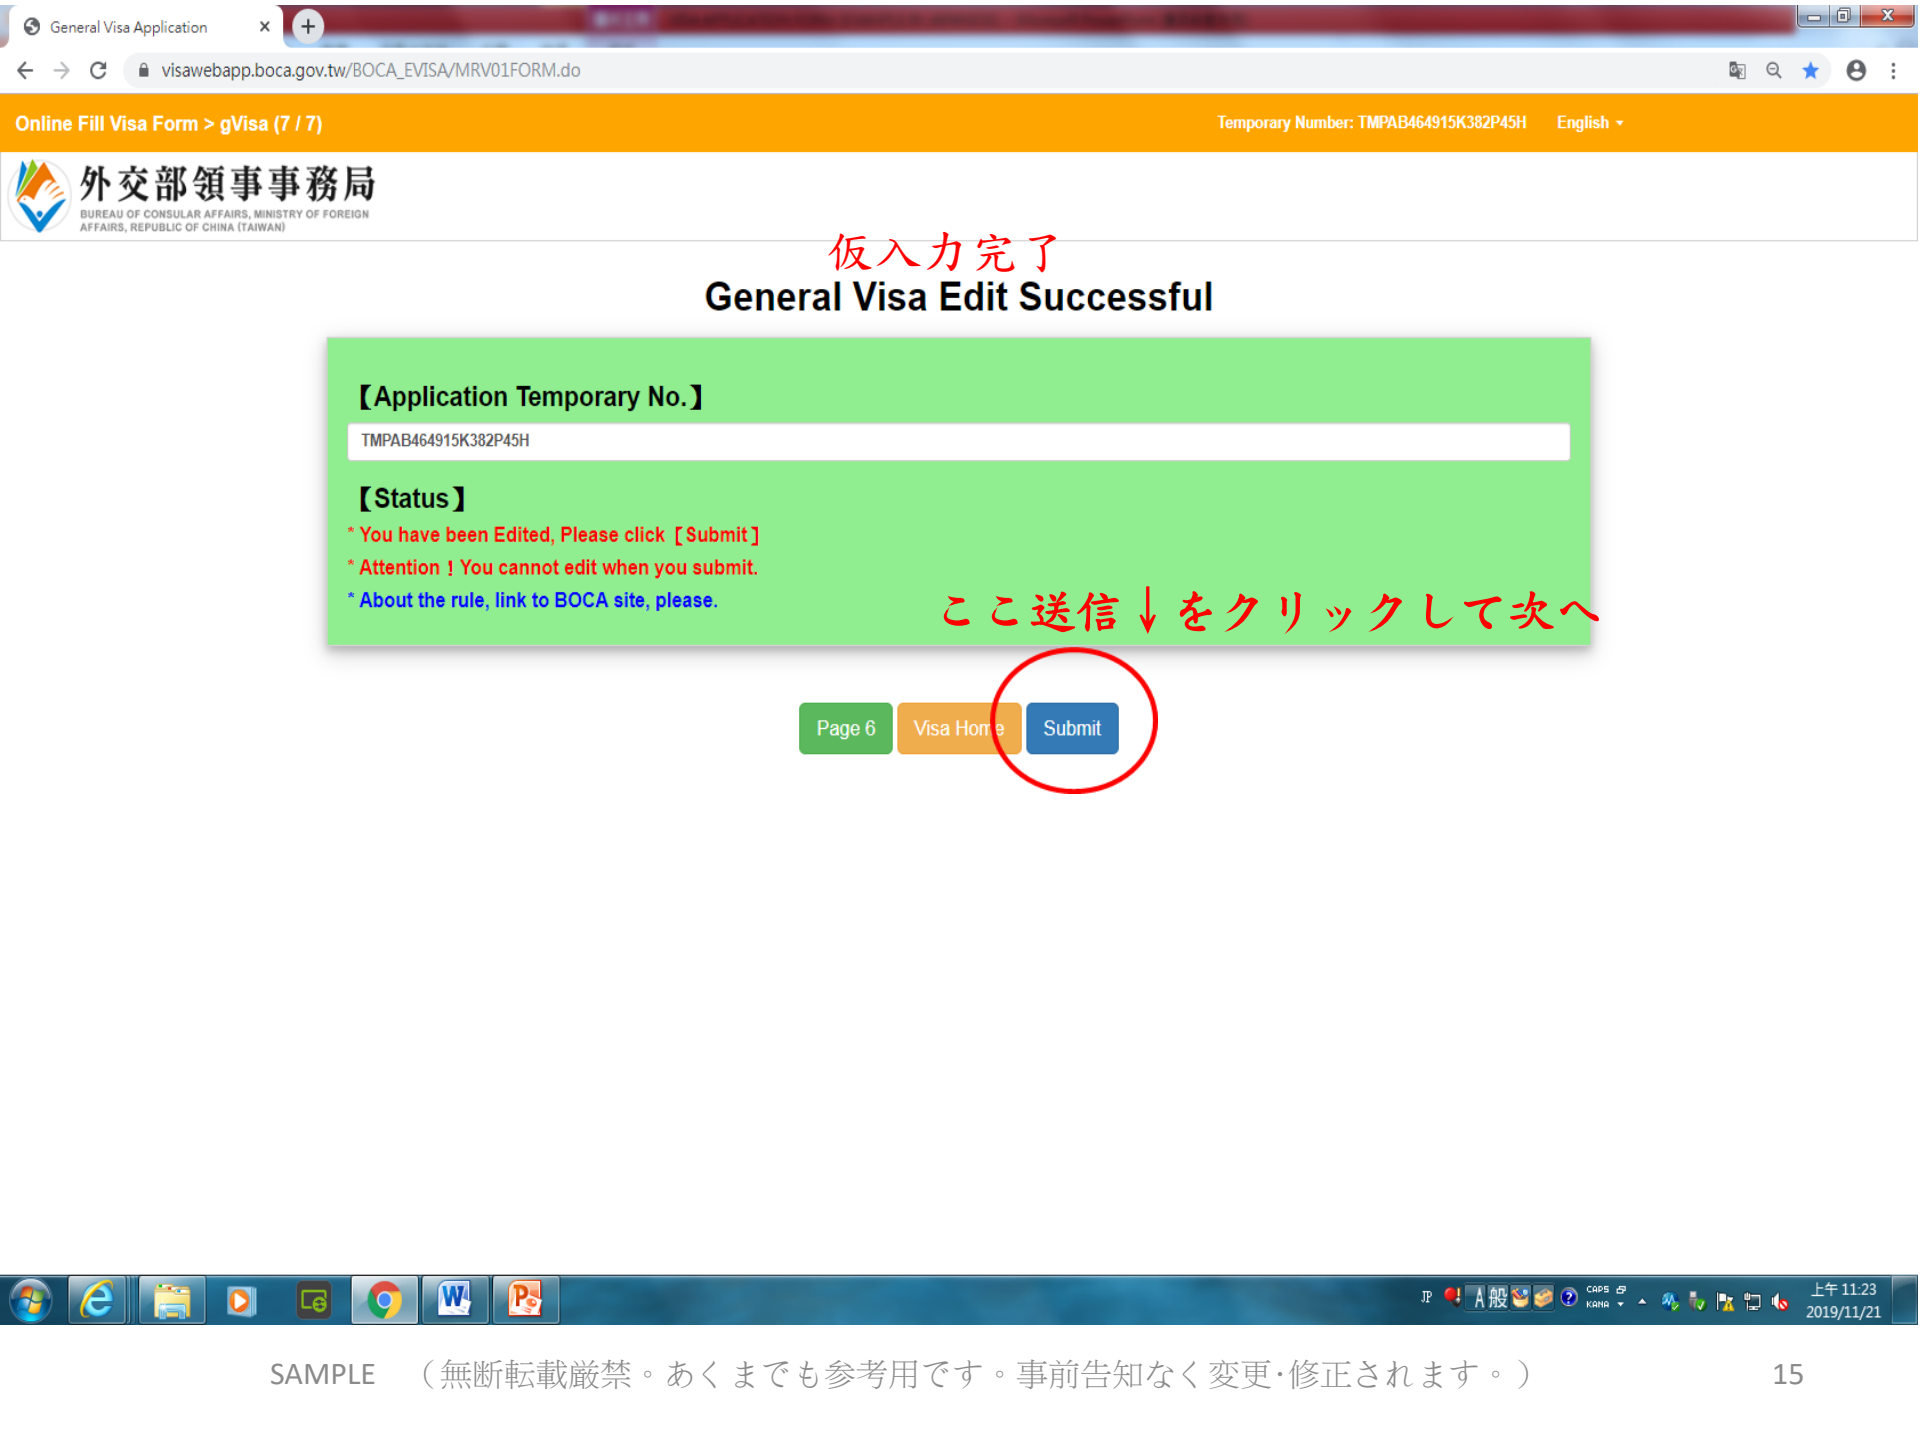 General Visa Application
visawebapp.boca.gov.tw/BOCA_EVISA/MRV01FORM.do
Online Fill Visa Form > gVisa (7 / 7)
Temporary Number: TMPAB464915K382P45H English
外交部領事事務局
BUREAU OF CONSULAR AFFAIRS, MINISTRY OF FOREIGN
AFFAIRS, REPUBLIC OF CHINA (TAIWAN)
仮入力完了
General Visa Edit Successful
【Application Temporary No.】
TMPAB464915K382P45H
【Status】
* You have been Edited, Please click [Submit]
* Attention ! You cannot edit when you submit.
* About the rule, link to BOCA site, please.
ここ送信↓をクリックして次へ
Page 6 Visa Home Submit
JP A 般 CAPS KANA
上午 11:23
2019/11/21
SAMPLE （無断転載厳禁。あくまでも参考用です。事前告知なく変更･修正されます。） 15